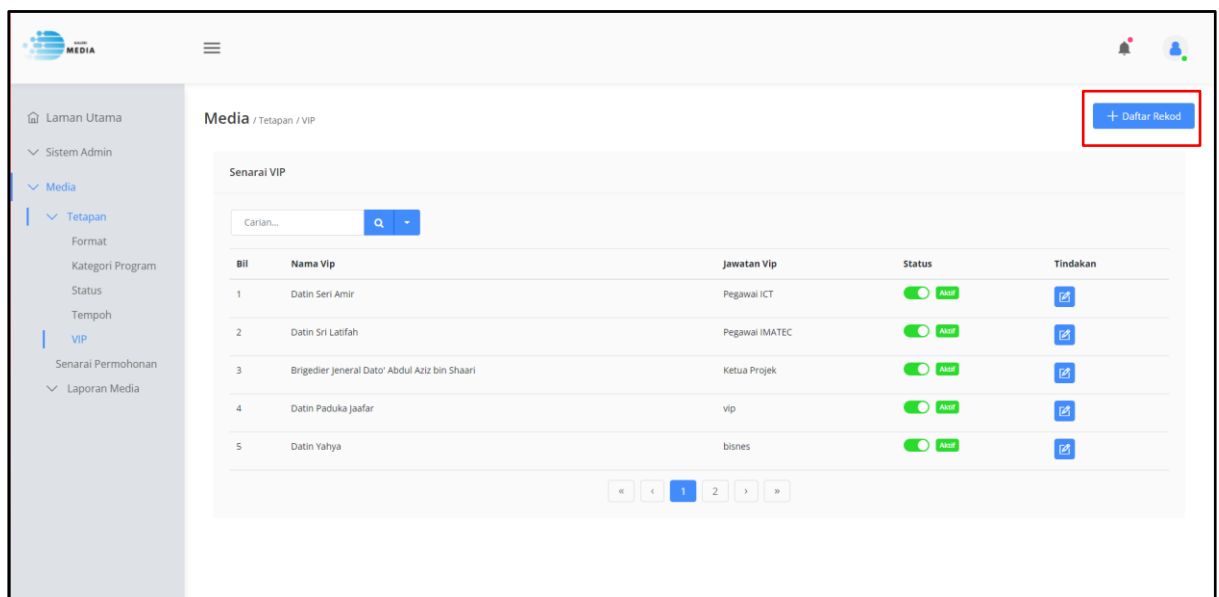 MEDIA
Laman Utama
Sistem Admin
Media
Tetapan
Format
Kategori Program
Status
Tempoh
VIP
Senarai Permohonan
Laporan Media
Media / Tetapan / VIP
+ Daftar Rekod
Senarai VIP
Carian...
Bil Nama Vip Jawatan Vip Status Tindakan
1 Datin Seri Amir Pegawai ICT Aktif
2 Datin Sri Latifah Pegawai IMATEC Aktif
3 Brigedier Jeneral Dato' Abdul Aziz bin Shaari Ketua Projek Aktif
4 Datin Paduka Jaafar vip Aktif
5 Datin Yahya bisnes Aktif
« ‹ 1 2 › »